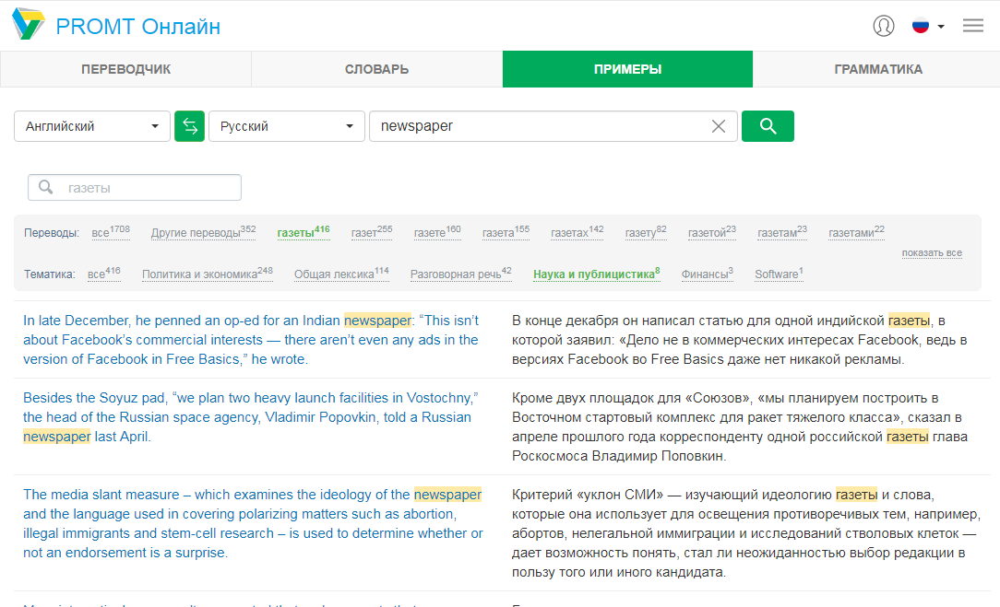 PROMT Онлайн
ПЕРЕВОДЧИК СЛОВАРЬ ПРИМЕРЫ ГРАММАТИКА
Английский Русский newspaper
газеты
Переводы: все1708 Другие переводы352 газеты416 газет255 газете160 газета155 газетах142 газету82 газетой23 газетам23 газетами22
показать все
Тематика: все416 Политика и экономика248 Общая лексика114 Разговорная речь42 Наука и публицистика8 Финансы3 Software1
In late December, he penned an op-ed for an Indian newspaper: “This isn’t
about Facebook’s commercial interests — there aren’t even any ads in the
version of Facebook in Free Basics,” he wrote.
В конце декабря он написал статью для одной индийской газеты, в
которой заявил: «Дело не в коммерческих интересах Facebook, ведь в
версиях Facebook во Free Basics даже нет никакой рекламы.
Besides the Soyuz pad, “we plan two heavy launch facilities in Vostochny,”
the head of the Russian space agency, Vladimir Popovkin, told a Russian
newspaper last April.
Кроме двух площадок для «Союзов», «мы планируем построить в
Восточном стартовый комплекс для ракет тяжелого класса», сказал в
апреле прошлого года корреспонденту одной российской газеты глава
Роскосмоса Владимир Поповкин.
The media slant measure – which examines the ideology of the newspaper
and the language used in covering polarizing matters such as abortion,
illegal immigrants and stem-cell research – is used to determine whether or
not an endorsement is a surprise.
Критерий «уклон СМИ» — изучающий идеологию газеты и слова,
которые она использует для освещения противоречивых тем, например,
абортов, нелегальной иммиграции и исследований стволовых клеток —
дает возможность понять, стал ли неожиданностью выбор редакции в
пользу того или иного кандидата.